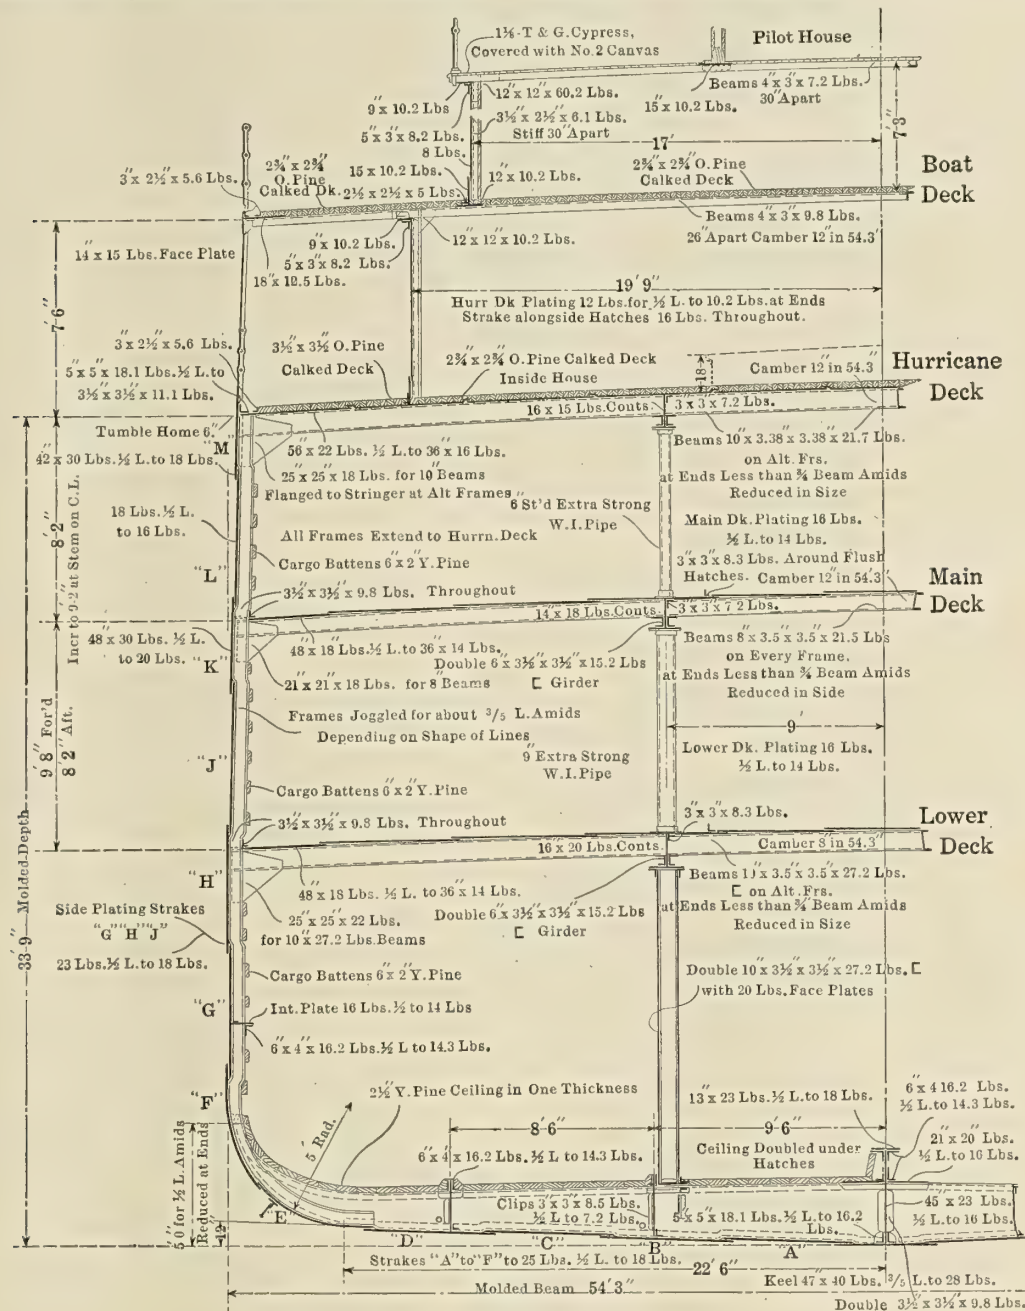 1⅛-T & G. Cypress,
Covered with No. 2 Canvas
Pilot House
Beams 4" x 3" x 7.2 Lbs.
30" Apart
9" x 10.2 Lbs
12" x 12" x 60.2 Lbs.
15" x 10.2 Lbs.
3½" x 2½" x 6.1 Lbs.
Stiff 30" Apart
5" x 3" x 8.2 Lbs.
8 Lbs.
17'
7'-3"
2¾" x 2¾"
O. Pine
Calked Dk.
3" x 2½" x 5.6 Lbs.
15 x 10.2 Lbs.
2½ x 2½ x 5 Lbs.
12" x 10.2 Lbs.
2¾" x 2¾" O. Pine
Calked Deck
Boat
Deck
Beams 4" x 3" x 9.8 Lbs.
26" Apart Camber 12" in 54.3'
9" x 10.2 Lbs.
12" x 12" x 10.2 Lbs.
14" x 15 Lbs. Face Plate
5" x 3" x 8.2 Lbs.
18" x 12.5 Lbs.
7'-6"
19' 9"
Hurr Dk Plating 12 Lbs. for ½ L. to 10.2 Lbs. at Ends
Strake alongside Hatches 16 Lbs. Throughout.
3" x 2½" x 5.6 Lbs.
5" x 5" x 18.1 Lbs. ½ L. to
3½" x 3½" x 11.1 Lbs.
3½" x 3½" O. Pine
Calked Deck
2¾" x 2¾" O. Pine Calked Deck
Inside House
18"
Camber 12" in 54.3"
Hurricane
Deck
16" x 15 Lbs. Conts.
3" x 3" x 7.2 Lbs.
Tumble Home 6"
"M
42" x 30 Lbs. ½ L. to 18 Lbs.
56" x 22 Lbs. ½ L. to 36" x 16 Lbs.
25" x 25" x 18 Lbs. for 10" Beams
Flanged to Stringer at Alt Frames
Beams 10" x 3.38" x 3.38" x 21.7 Lbs.
on Alt. Frs.
at Ends Less than ¾ Beam Amids
Reduced in Size
6" St'd Extra Strong
W.I. Pipe
18 Lbs. ½ L.
to 16 Lbs.
8'-2"
Incr to 9'-2" at Stem on C.L.
All Frames Extend to Hurrn. Deck
Main Dk. Plating 16 Lbs.
½ L. to 14 Lbs.
3" x 3" x 8.3 Lbs. Around Flush
Hatches.
Camber 12" in 54.3'
"L"
Cargo Battens 6" x 2" Y. Pine
3½" x 3½" x 9.8 Lbs. Throughout
Main
Deck
14" x 18 Lbs. Conts.
3" x 3" x 7.2 Lbs.
48" x 30 Lbs. ½ L.
to 20 Lbs.
"K"
48" x 18 Lbs. ½ L. to 36" x 14 Lbs.
Double 6" x 3½" x 3½" x 15.2 Lbs
[ Girder
21" x 21" x 18 Lbs. for 8" Beams
Beams 8" x 3.5" x 3.5" x 21.5 Lbs
on Every Frame.
at Ends Less than ¾ Beam Amids
Reduced in Side
9' 8" For'd
8' 2" Aft.
Frames Joggled for about 3/5 L. Amids
Depending on Shape of Lines
9'
"J"
9" Extra Strong
W.I. Pipe
Lower Dk. Plating 16 Lbs.
½ L. to 14 Lbs.
Cargo Battens 6" x 2" Y. Pine
3½" x 3½" x 9.8 Lbs. Throughout
3" x 3" x 8.3 Lbs.
Lower
Deck
16" x 20 Lbs. Conts.
Camber 8" in 54.3"
"H"
48" x 18 Lbs. ½ L. to 36" x 14 Lbs.
25" x 25" x 22 Lbs.
for 10" x 27.2 Lbs. Beams
Double 6" x 3½" x 3½" x 15.2 Lbs
[ Girder
Beams 10" x 3.5" x 3.5" x 27.2 Lbs.
[ on Alt. Frs.
at Ends Less than ¾" Beam Amids
Reduced in Size
33'-9" Molded Depth
Side Plating Strakes
"G" "H" "J"
23 Lbs. ½ L. to 18 Lbs.
Cargo Battens 6" x 2" Y. Pine
Double 10" x 3½" x 3½" x 27.2 Lbs. [
with 20 Lbs. Face Plates
"G"
Int. Plate 16 Lbs. ½ to 14 Lbs
6" x 4" x 16.2 Lbs. ½ L to 14.3 Lbs.
"F"
2½" Y. Pine Ceiling in One Thickness
13" x 23 Lbs. ½ L. to 18 Lbs.
6" x 4 16.2 Lbs.
½ L. to 14.3 Lbs.
5' Rad.
8' 6"
9' 6"
21" x 20" Lbs.
½ L. to 16 Lbs.
5'0" for ½ L. Amids
Reduced at Ends
12"
6" x 4" x 16.2 Lbs. ½ L to 14.3 Lbs.
Ceiling Doubled under
Hatches
Clips 3" x 3" x 8.5 Lbs.
½ L to 7.2 Lbs.
5" x 5" x 18.1 Lbs. ½ L. to 16.2
Lbs.
45" x 23 Lbs.
½ L. to 16 Lbs.
"E"
"D"
"C"
"B"
"A"
Strakes "A" to "F" to 25 Lbs. ½ L. to 18 Lbs.
22' 6"
Molded Beam 54' 3"
Keel 47" x 40 Lbs. 3/5 L. to 28 Lbs.
Double 3½" x 3½" x 9.8 Lbs.